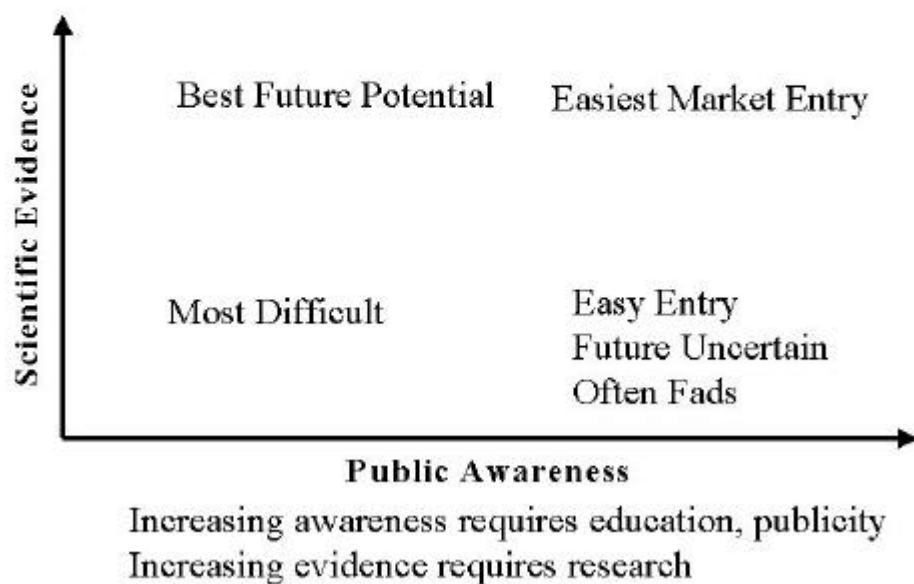 Scientific Evidence
Best Future Potential
Easiest Market Entry
Most Difficult
Easy Entry
Future Uncertain
Often Fads
Public Awareness
Increasing awareness requires education, publicity
Increasing evidence requires research